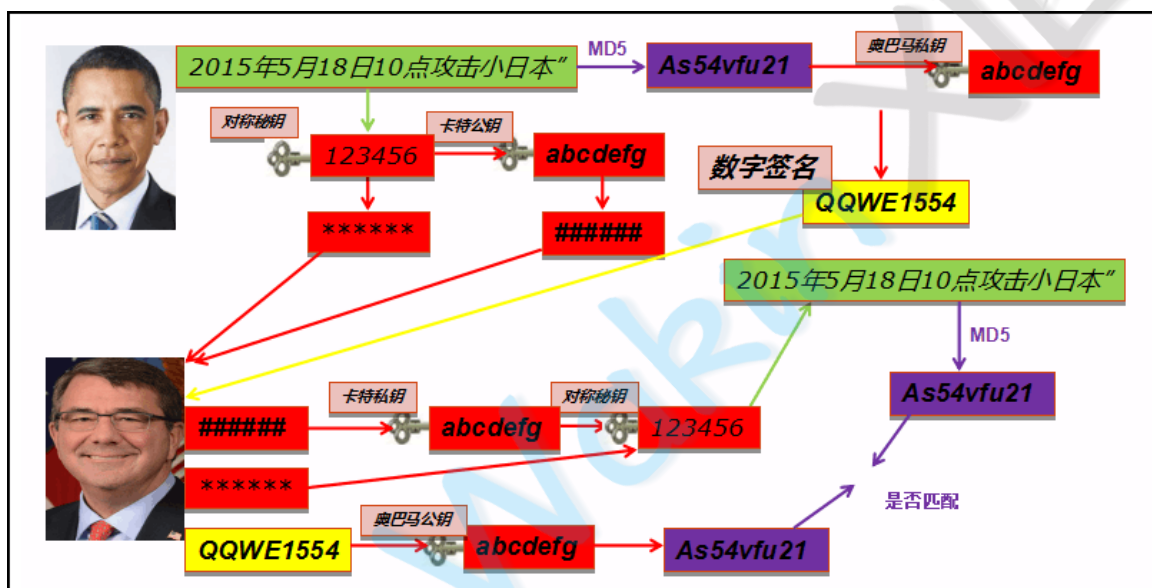 2015年5月18日10点攻击小日本”
MD5
As54vfu21
奥巴马私钥
abcdefg
对称秘钥
123456
卡特公钥
abcdefg
数字签名
QQWE1554
******
######
2015年5月18日10点攻击小日本”
MD5
As54vfu21
######
卡特私钥
abcdefg
对称秘钥
123456
******
是否匹配
QQWE1554
奥巴马公钥
abcdefg
As54vfu21